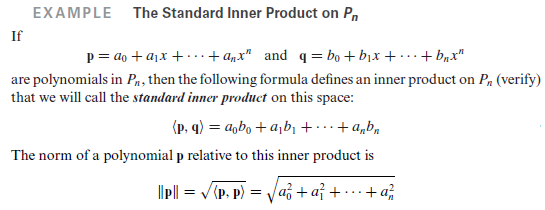 EXAMPLE The Standard Inner Product on Pₙ
If
p = a₀ + a₁x + ··· + aₙxⁿ and q = b₀ + b₁x + ··· + bₙxⁿ
are polynomials in Pₙ, then the following formula defines an inner product on Pₙ (verify)
that we will call the standard inner product on this space:
⟨p, q⟩ = a₀b₀ + a₁b₁ + ··· + aₙbₙ
The norm of a polynomial p relative to this inner product is
‖p‖ = √⟨p, p⟩ = √(a₀² + a₁² + ··· + aₙ²)